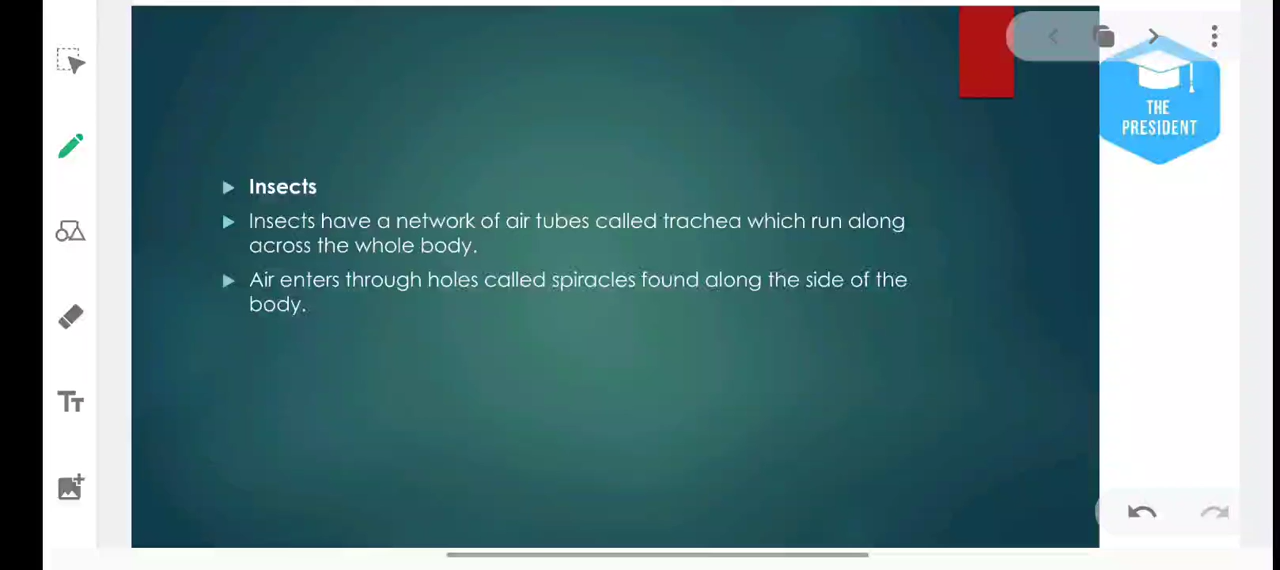 THE
PRESIDENT
Insects
Insects have a network of air tubes called trachea which run along
across the whole body.
Air enters through holes called spiracles found along the side of the
body.
TT